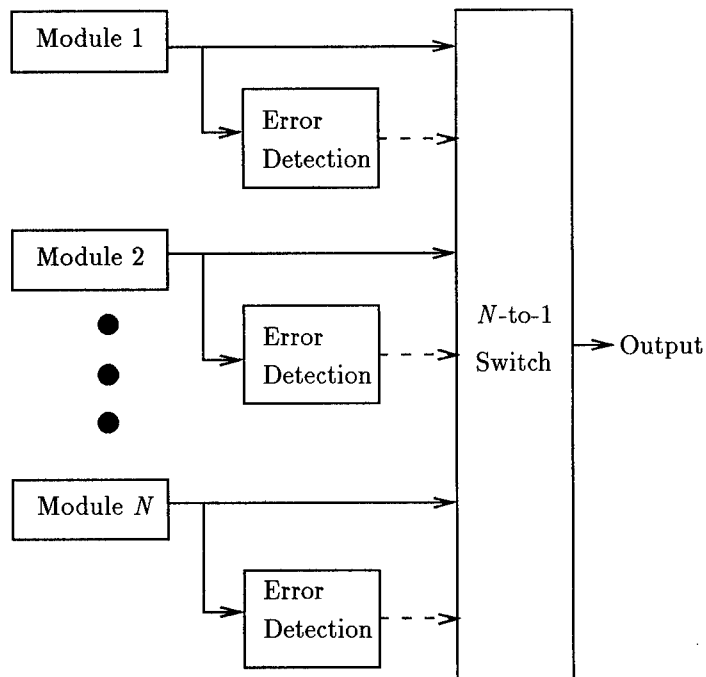 Module 1
Error
Detection
Module 2
Error
Detection
N-to-1
Switch
Output
Module N
Error
Detection